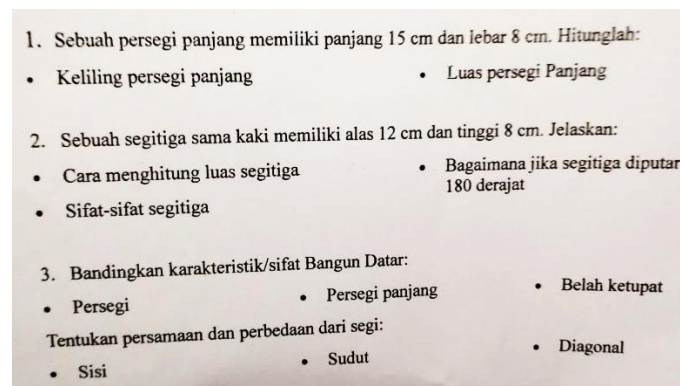 1. Sebuah persegi panjang memiliki panjang 15 cm dan lebar 8 cm. Hitunglah:
• Keliling persegi panjang
• Luas persegi Panjang
2. Sebuah segitiga sama kaki memiliki alas 12 cm dan tinggi 8 cm. Jelaskan:
• Cara menghitung luas segitiga
• Bagaimana jika segitiga diputar
180 derajat
• Sifat-sifat segitiga
3. Bandingkan karakteristik/sifat Bangun Datar:
• Persegi
• Persegi panjang
• Belah ketupat
Tentukan persamaan dan perbedaan dari segi:
• Sisi
• Sudut
• Diagonal